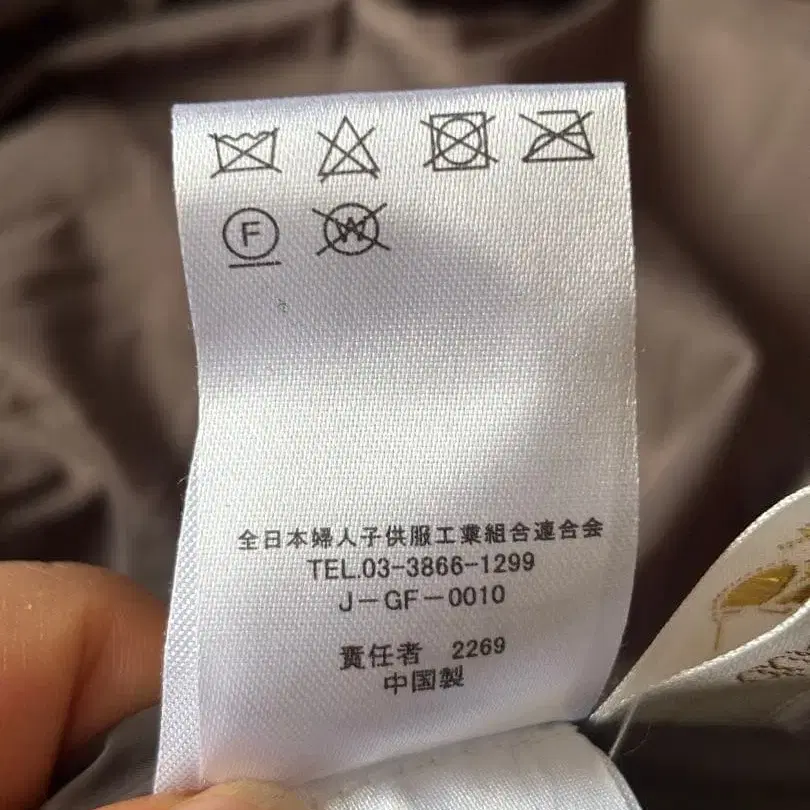 F
W
全日本婦人子供服工業組合連合会
TEL.03-3866-1299
J-GF-0010
責任者 2269
中国製